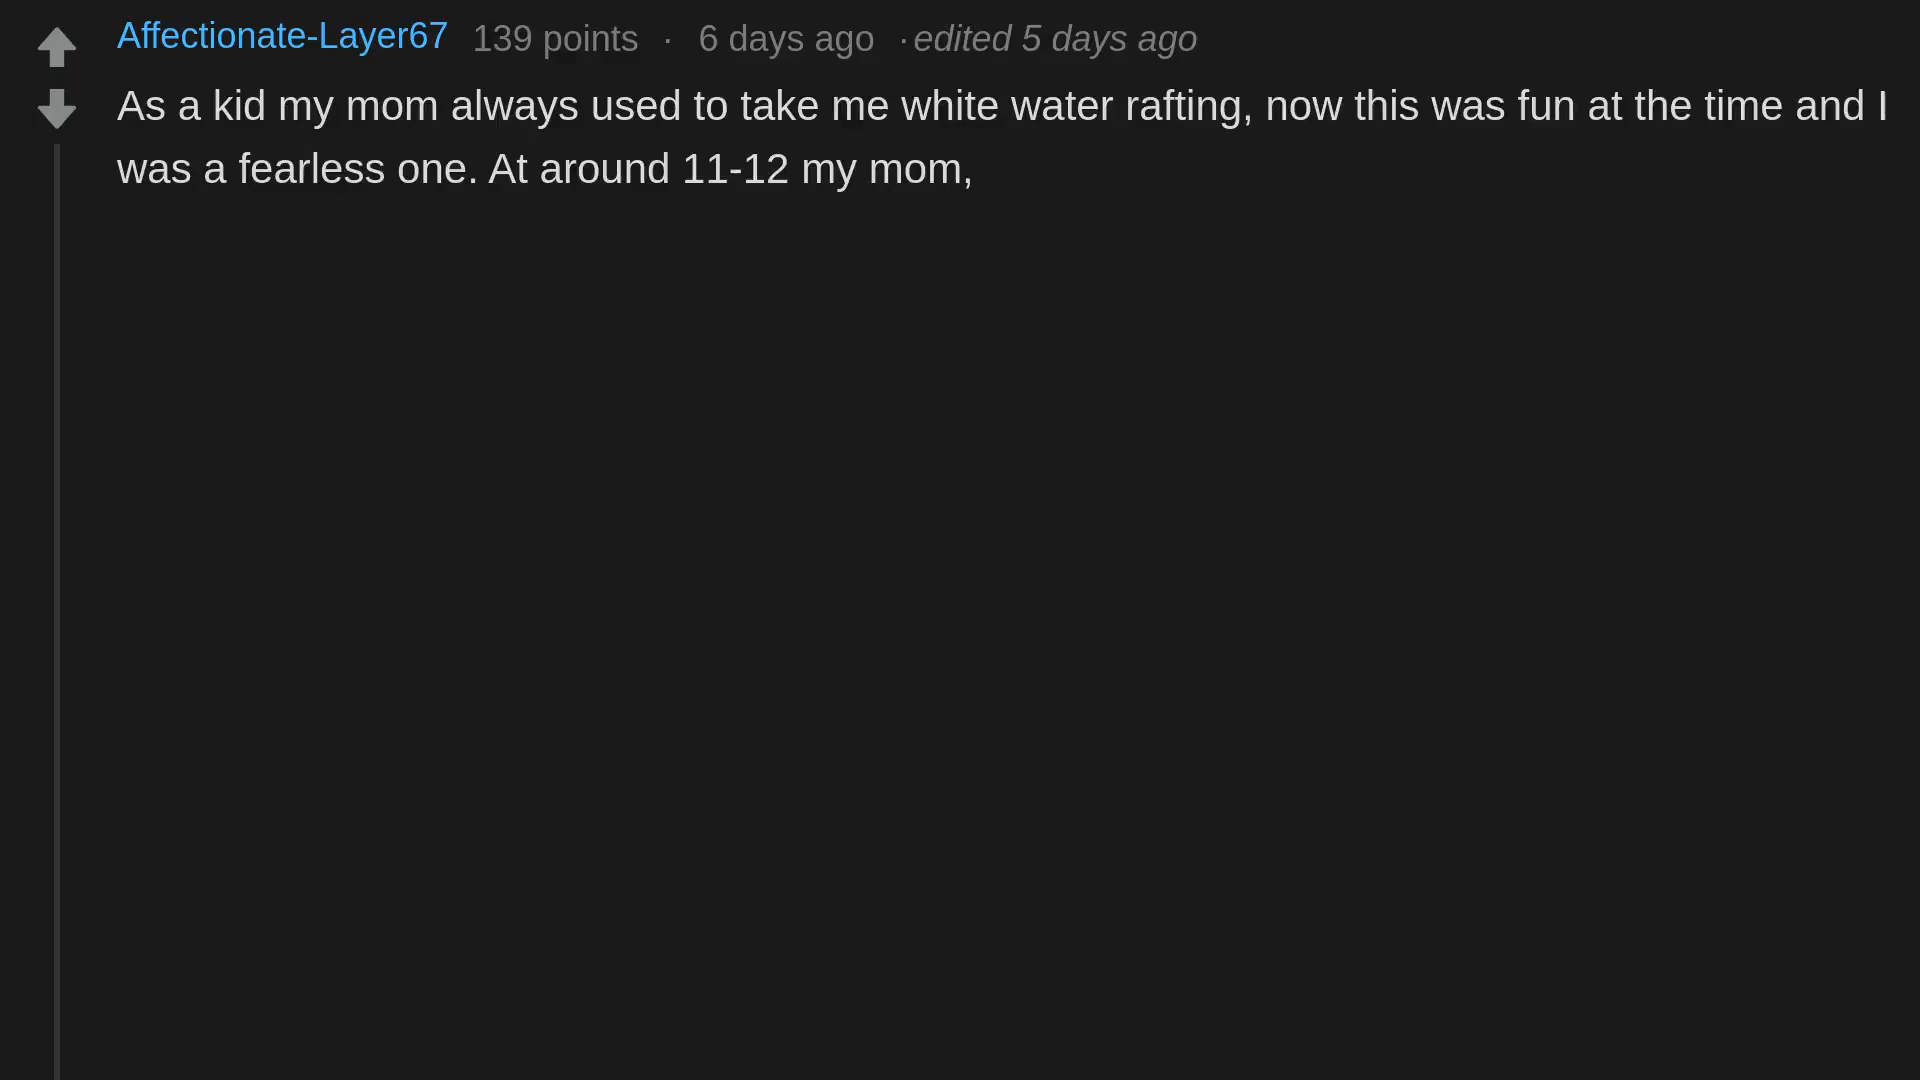 Affectionate-Layer67 139 points · 6 days ago · edited 5 days ago
As a kid my mom always used to take me white water rafting, now this was fun at the time and I
was a fearless one. At around 11-12 my mom,